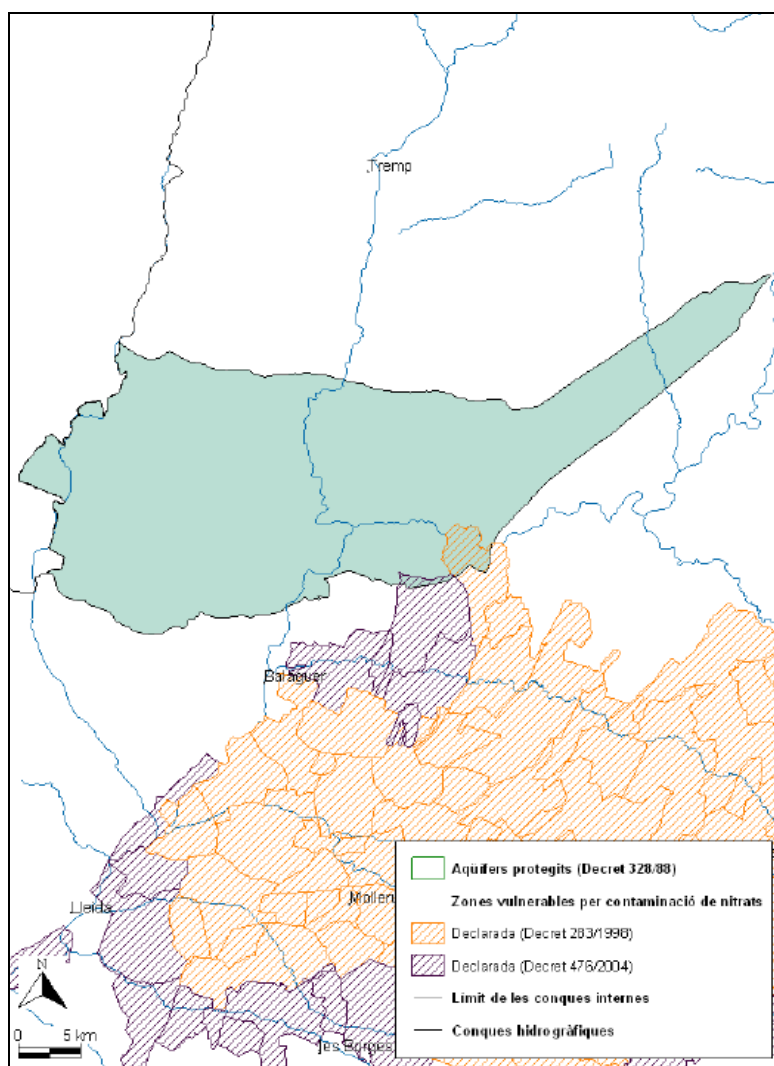 Tremp
Balaguer
Lleida
Molleru
les Borges
N
0 5 km
Aqüífers protegits (Decret 328/88)
Zones vulnerables per contaminació de nitrats
Declarada (Decret 283/1998)
Declarada (Decret 476/2004)
Límit de les conques internes
Conques hidrogràfiques